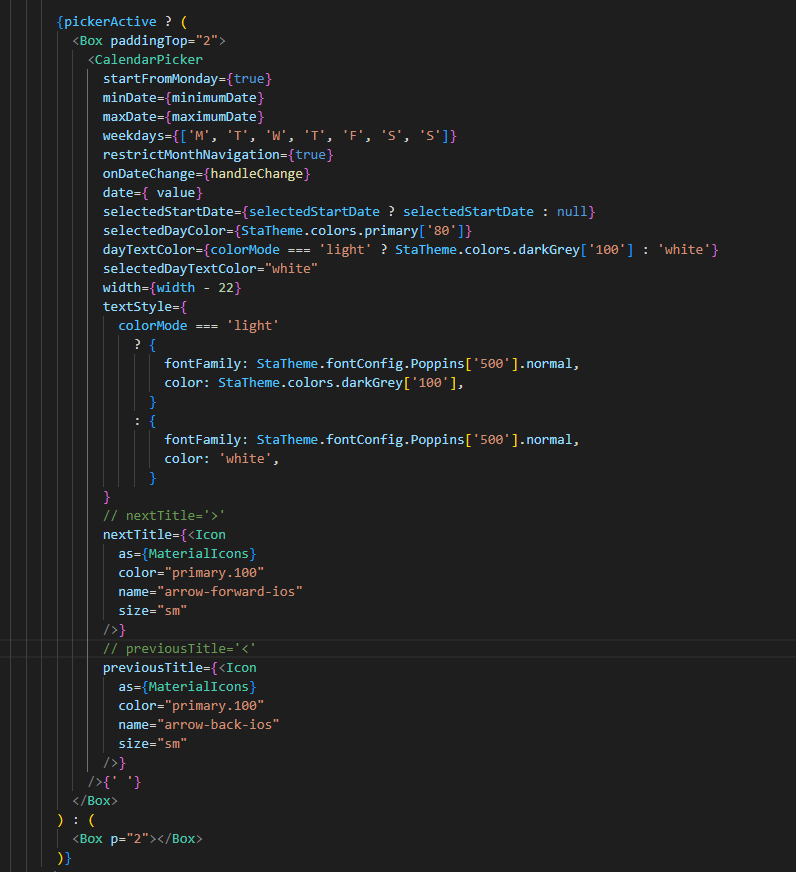 {pickerActive ? (
<Box paddingTop="2">
<CalendarPicker
startFromMonday={true}
minDate={minimumDate}
maxDate={maximumDate}
weekdays={['M', 'T', 'W', 'T', 'F', 'S', 'S']}
restrictMonthNavigation={true}
onDateChange={handleChange}
date={ value}
selectedStartDate={selectedStartDate ? selectedStartDate : null}
selectedDayColor={StaTheme.colors.primary['80']}
dayTextColor={colorMode === 'light' ? StaTheme.colors.darkGrey['100'] : 'white'}
selectedDayTextColor="white"
width={width - 22}
textStyle={
colorMode === 'light'
? {
fontFamily: StaTheme.fontConfig.Poppins['500'].normal,
color: StaTheme.colors.darkGrey['100'],
}
: {
fontFamily: StaTheme.fontConfig.Poppins['500'].normal,
color: 'white',
}
}
// nextTitle='>'
nextTitle={<Icon
as={MaterialIcons}
color="primary.100"
name="arrow-forward-ios"
size="sm"
/>}
// previousTitle='<'
previousTitle={<Icon
as={MaterialIcons}
color="primary.100"
name="arrow-back-ios"
size="sm"
/>}
/>{' '}
</Box>
) : (
<Box p="2"></Box>
)}